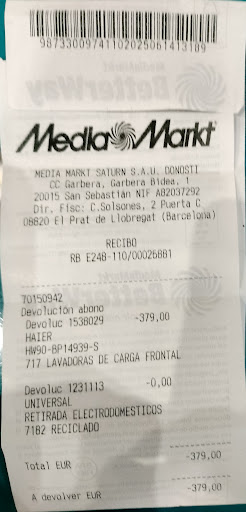 98733009741102025061413189
Media Markt
MEDIA MARKT SATURN S.A.U. DONOSTI
CC Garbera, Garbera Bidea, 1
20015 San Sebastián NIF A82037292
Dir. Fisc: C.Solsones, 2 Puerta C
08820 El Prat de Llobregat (Barcelona)
RECIBO
RB E248-110/00026881
70150942
Devolución abono
Devoluc 1538029 -379,00
HAIER
HW90-BP14939-S
717 LAVADORAS DE CARGA FRONTAL
Devoluc 1231113 -0,00
UNIVERSAL
RETIRADA ELECTRODOMESTICOS
7182 RECICLADO
Total EUR -379,00
A devolver EUR -379,00